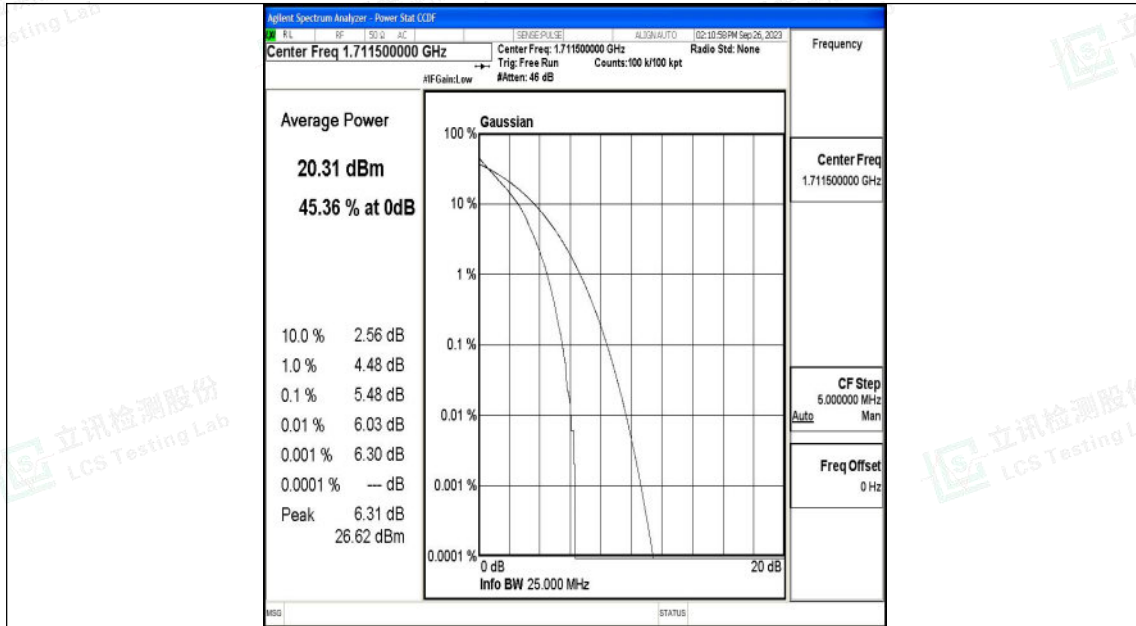 Agilent Spectrum Analyzer - Power Stat CCDF
RL RF 50 Ω AC SENSE:PULSE ALIGNAUTO 02:10:58 PM Sep 26, 2023
Center Freq 1.711500000 GHz
Center Freq: 1.711500000 GHz
Radio Std: None
Trig: Free Run Counts:100 k/100 kpt
#IFGain:Low
#Atten: 46 dB
Frequency
Average Power
20.31 dBm
45.36 % at 0dB
10.0 % 2.56 dB
1.0 % 4.48 dB
0.1 % 5.48 dB
0.01 % 6.03 dB
0.001 % 6.30 dB
0.0001 % --- dB
Peak 6.31 dB
26.62 dBm
Gaussian
100 %
10 %
1 %
0.1 %
0.01 %
0.001 %
0.0001 %
0 dB 20 dB
Info BW 25.000 MHz
Center Freq
1.711500000 GHz
CF Step
5.000000 MHz
Auto Man
Freq Offset
0 Hz
MSG STATUS
立讯检测股份
LCS Testing Lab
立讯检测股份
LCS Testing L
sting Lab
立
LC